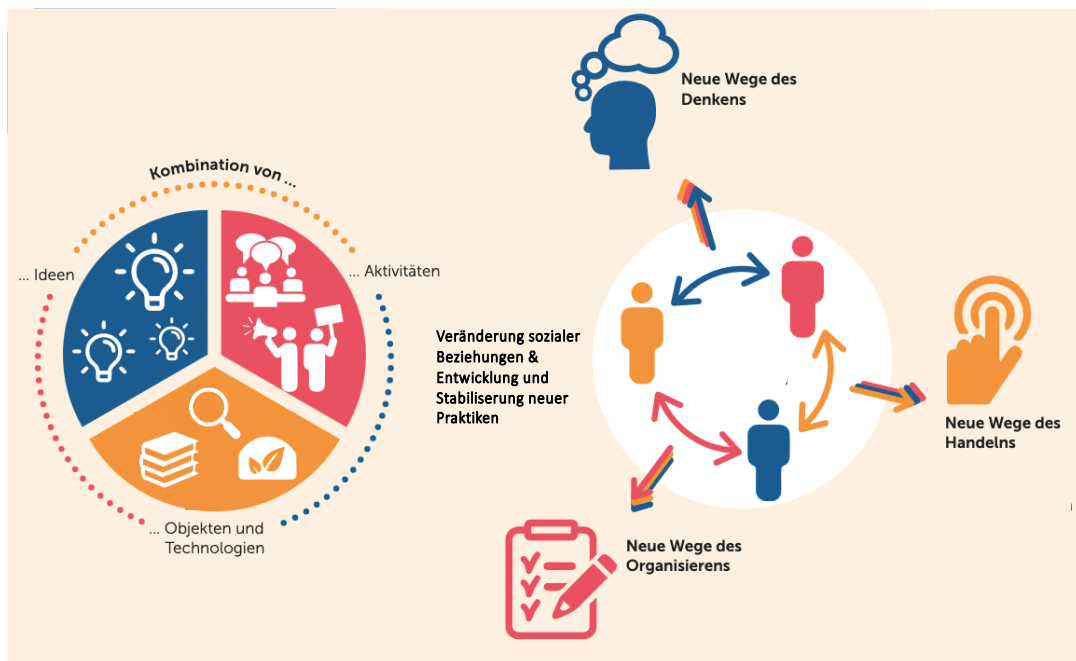 Kombination von ...
... Ideen
... Aktivitäten
... Objekten und
Technologien
Veränderung sozialer
Beziehungen &
Entwicklung und
Stabiliserung neuer
Praktiken
Neue Wege des
Denkens
Neue Wege des
Handelns
Neue Wege des
Organisierens